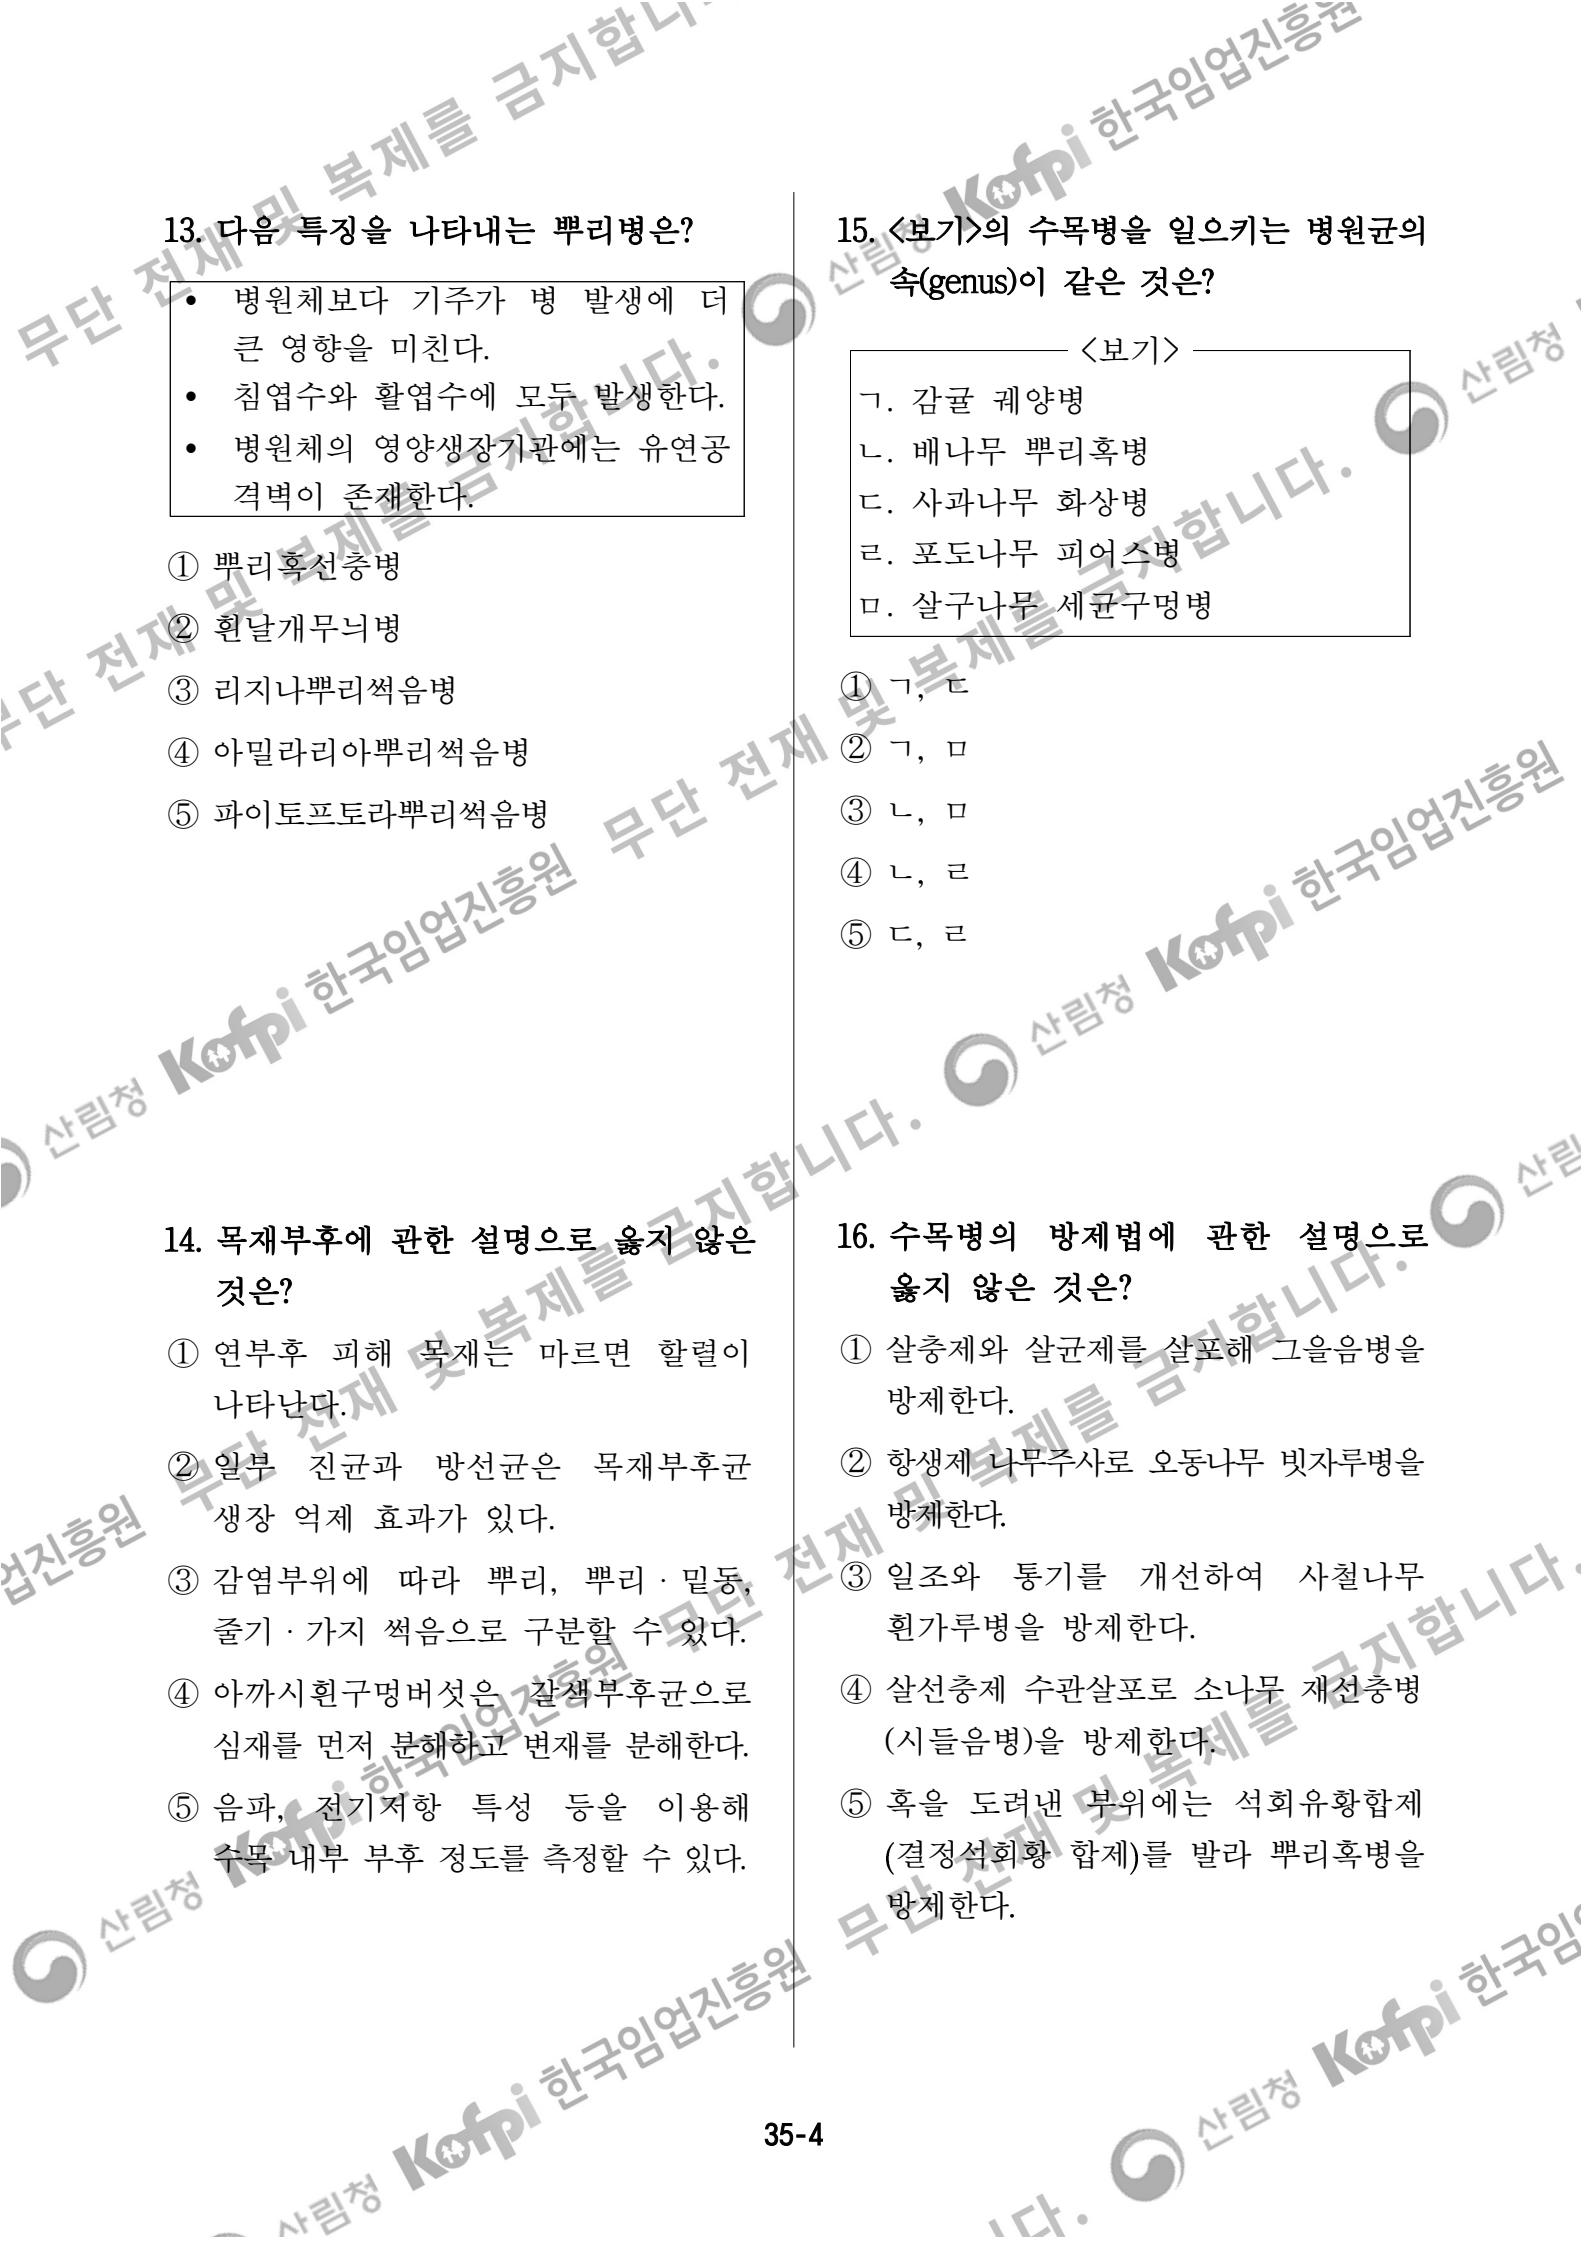 13. 다음 특징을 나타내는 뿌리병은?
• 병원체보다 기주가 병 발생에 더
큰 영향을 미친다.
• 침엽수와 활엽수에 모두 발생한다.
• 병원체의 영양생장기관에는 유연공
격벽이 존재한다.
① 뿌리혹선충병
② 흰날개무늬병
③ 리지나뿌리썩음병
④ 아밀라리아뿌리썩음병
⑤ 파이토프토라뿌리썩음병
14. 목재부후에 관한 설명으로 옳지 않은
것은?
① 연부후 피해 목재는 마르면 할렬이
나타난다.
② 일부 진균과 방선균은 목재부후균
생장 억제 효과가 있다.
③ 감염부위에 따라 뿌리, 뿌리·밑동,
줄기·가지 썩음으로 구분할 수 있다.
④ 아까시흰구멍버섯은 갈색부후균으로
심재를 먼저 분해하고 변재를 분해한다.
⑤ 음파, 전기저항 특성 등을 이용해
수목 내부 부후 정도를 측정할 수 있다.
15. <보기>의 수목병을 일으키는 병원균의
속(genus)이 같은 것은?
<보기>
ㄱ. 감귤 궤양병
ㄴ. 배나무 뿌리혹병
ㄷ. 사과나무 화상병
ㄹ. 포도나무 피어스병
ㅁ. 살구나무 세균구멍병
① ㄱ, ㄷ
② ㄱ, ㅁ
③ ㄴ, ㅁ
④ ㄴ, ㄹ
⑤ ㄷ, ㄹ
16. 수목병의 방제법에 관한 설명으로
옳지 않은 것은?
① 살충제와 살균제를 살포해 그을음병을
방제한다.
② 항생제 나무주사로 오동나무 빗자루병을
방제한다.
③ 일조와 통기를 개선하여 사철나무
흰가루병을 방제한다.
④ 살선충제 수관살포로 소나무 재선충병
(시들음병)을 방제한다.
⑤ 혹을 도려낸 부위에는 석회유황합제
(결정석회황 합제)를 발라 뿌리혹병을
방제한다.
35-4
무단 전재 및 복제를 금지합니다.
산림청 Kofpi 한국임업진흥원